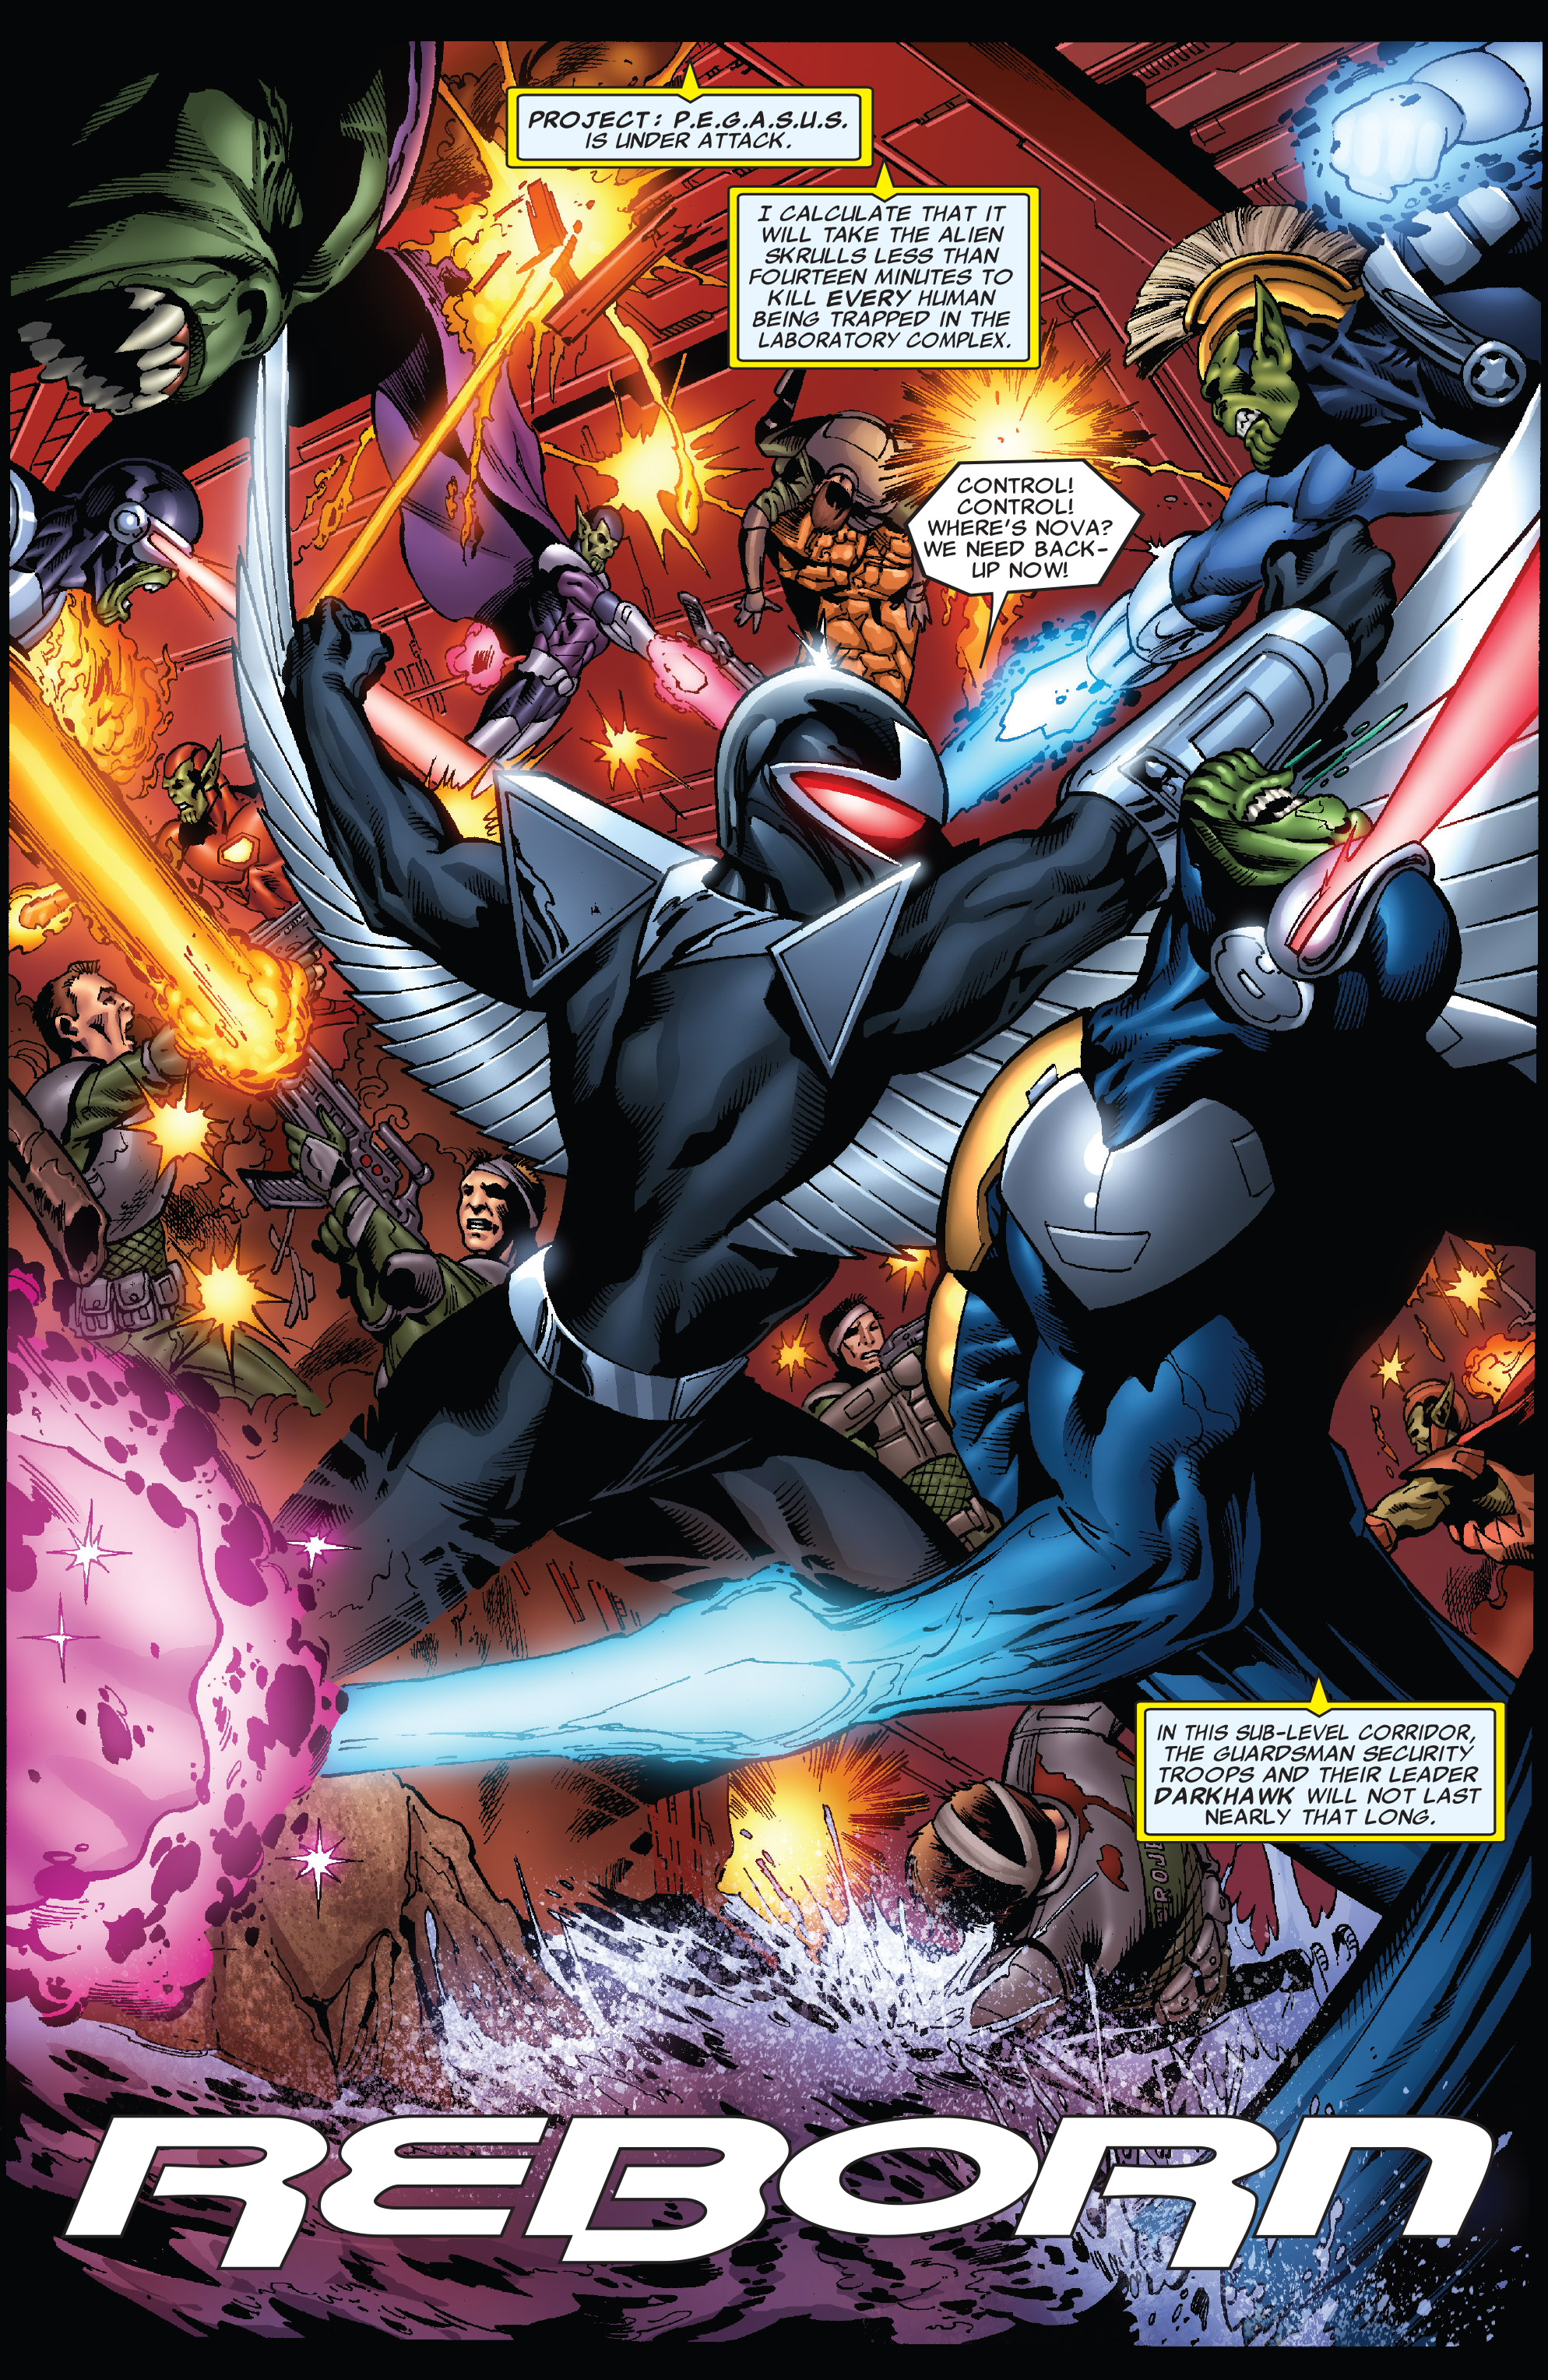 PROJECT: P.E.G.A.S.U.S.
IS UNDER ATTACK.
I CALCULATE THAT IT
WILL TAKE THE ALIEN
SKRULLS LESS THAN
FOURTEEN MINUTES TO
KILL EVERY HUMAN
BEING TRAPPED IN THE
LABORATORY COMPLEX.
CONTROL!
CONTROL!
WHERE'S NOVA?
WE NEED BACK-
UP NOW!
IN THIS SUB-LEVEL CORRIDOR,
THE GUARDSMAN SECURITY
TROOPS AND THEIR LEADER
DARKHAWK WILL NOT LAST
NEARLY THAT LONG.
ROJE
REBORN